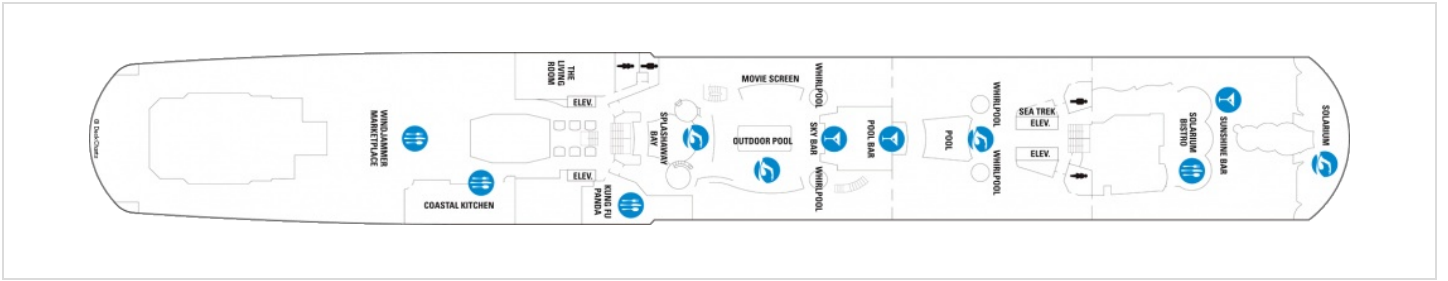 © DeckChartz
WINDJAMMER
MARKETPLACE
COASTAL KITCHEN
THE
LIVING
ROOM
ELEV.
ELEV.
KUNG FU
PANDA
SPLASHAWAY
BAY
MOVIE SCREEN
OUTDOOR POOL
WHIRLPOOL
SKY BAR
WHIRLPOOL
POOL BAR
POOL
WHIRLPOOL
WHIRLPOOL
SEA TREK
ELEV.
ELEV.
SOLARIUM
BISTRO
SUNSHINE BAR
SOLARIUM